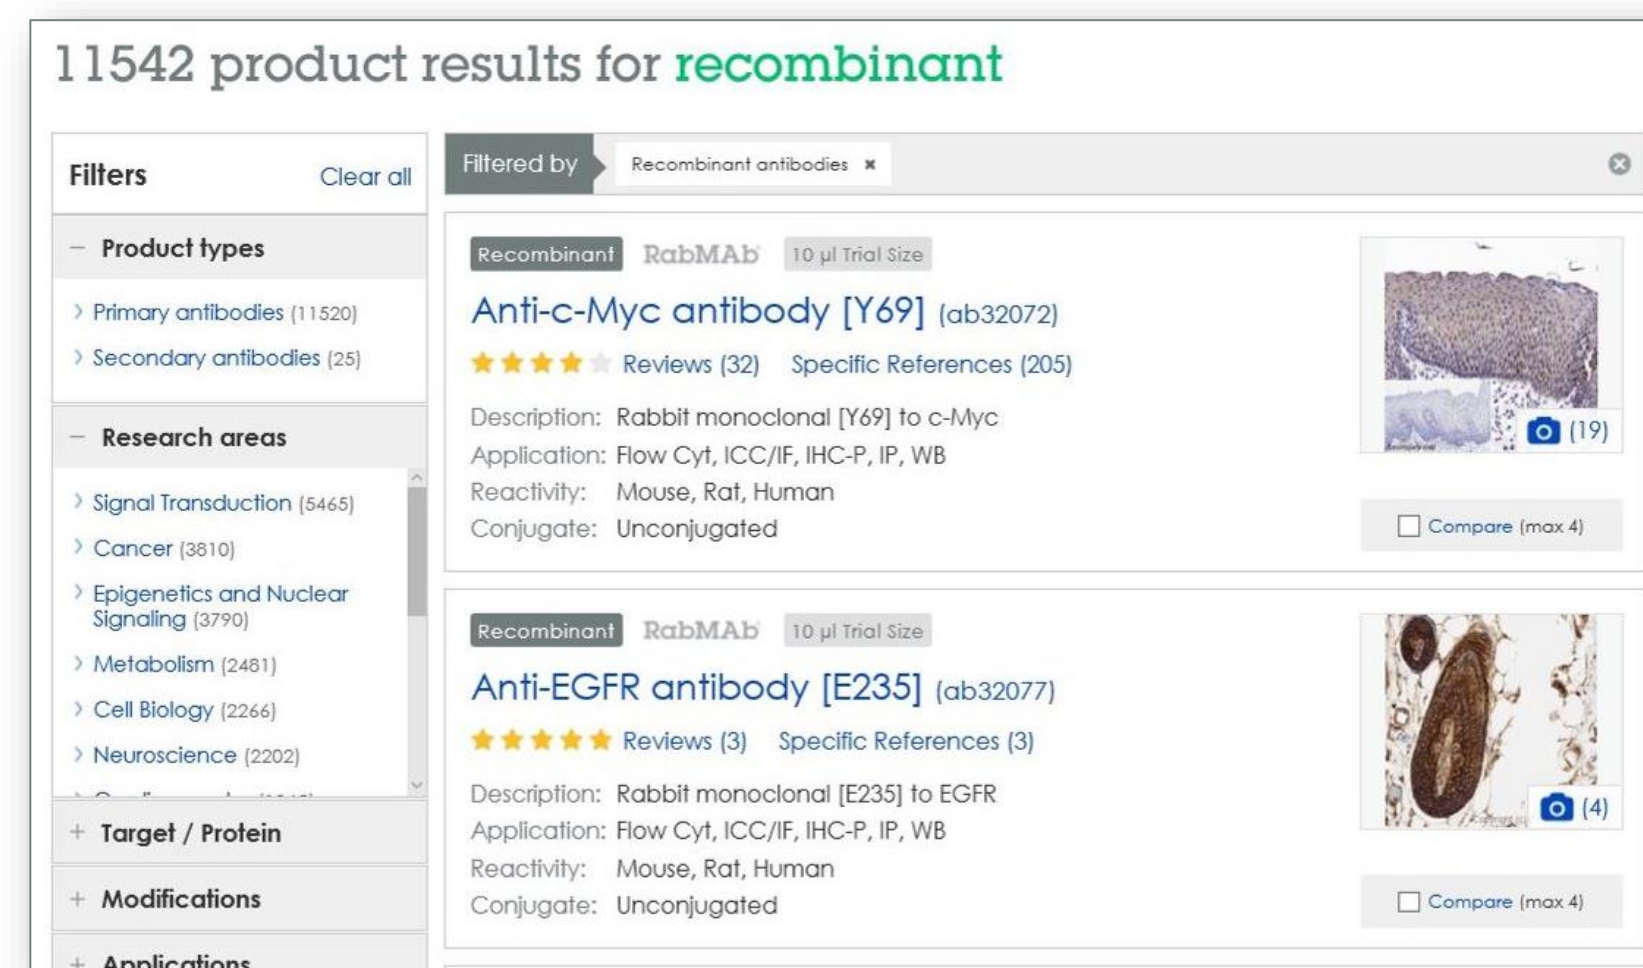 11542 product results for recombinant
Filters
Clear all
Product types
Primary antibodies (11520)
Secondary antibodies (25)
Research areas
Signal Transduction (5465)
Cancer (3810)
Epigenetics and Nuclear
Signaling (3790)
Metabolism (2481)
Cell Biology (2266)
Neuroscience (2202)
Target / Protein
Modifications
Applications
Filtered by
Recombinant antibodies
Recombinant RabMAb 10 µl Trial Size
Anti-c-Myc antibody [Y69] (ab32072)
Reviews (32) Specific References (205)
Description: Rabbit monoclonal [Y69] to c-Myc
Application: Flow Cyt, ICC/IF, IHC-P, IP, WB
Reactivity: Mouse, Rat, Human
Conjugate: Unconjugated
(19)
Compare (max 4)
Recombinant RabMAb 10 µl Trial Size
Anti-EGFR antibody [E235] (ab32077)
Reviews (3) Specific References (3)
Description: Rabbit monoclonal [E235] to EGFR
Application: Flow Cyt, ICC/IF, IHC-P, IP, WB
Reactivity: Mouse, Rat, Human
Conjugate: Unconjugated
(4)
Compare (max 4)